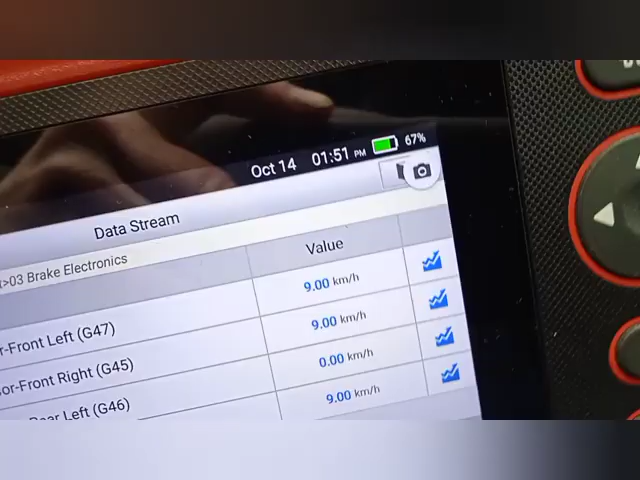 Oct 14 01:51 PM 67%
Data Stream
>03 Brake Electronics
Value
9.00 km/h
r-Front Left (G47) 9.00 km/h
or-Front Right (G45) 0.00 km/h
Rear Left (G46) 9.00 km/h